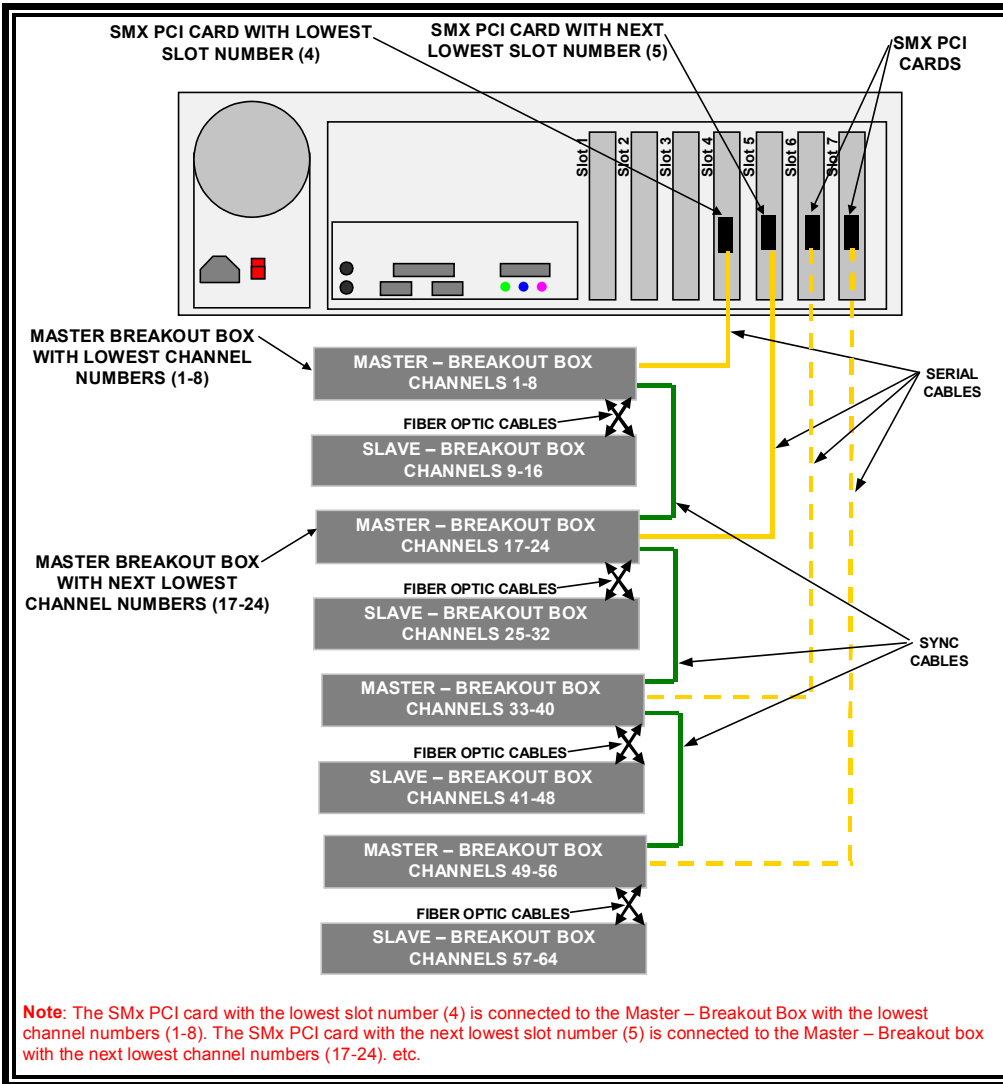 SMX PCI CARD WITH LOWEST
SLOT NUMBER (4)
SMX PCI CARD WITH NEXT
LOWEST SLOT NUMBER (5)
SMX PCI
CARDS
Slot 1
Slot 2
Slot 3
Slot 4
Slot 5
Slot 6
Slot 7
MASTER BREAKOUT BOX
WITH LOWEST CHANNEL
NUMBERS (1-8)
MASTER – BREAKOUT BOX
CHANNELS 1-8
SERIAL
CABLES
FIBER OPTIC CABLES
SLAVE – BREAKOUT BOX
CHANNELS 9-16
MASTER – BREAKOUT BOX
CHANNELS 17-24
MASTER BREAKOUT BOX
WITH NEXT LOWEST
CHANNEL NUMBERS (17-24)
FIBER OPTIC CABLES
SLAVE – BREAKOUT BOX
CHANNELS 25-32
SYNC
CABLES
MASTER – BREAKOUT BOX
CHANNELS 33-40
FIBER OPTIC CABLES
SLAVE – BREAKOUT BOX
CHANNELS 41-48
MASTER – BREAKOUT BOX
CHANNELS 49-56
FIBER OPTIC CABLES
SLAVE – BREAKOUT BOX
CHANNELS 57-64
Note: The SMx PCI card with the lowest slot number (4) is connected to the Master – Breakout Box with the lowest
channel numbers (1-8). The SMx PCI card with the next lowest slot number (5) is connected to the Master – Breakout box
with the next lowest channel numbers (17-24). etc.